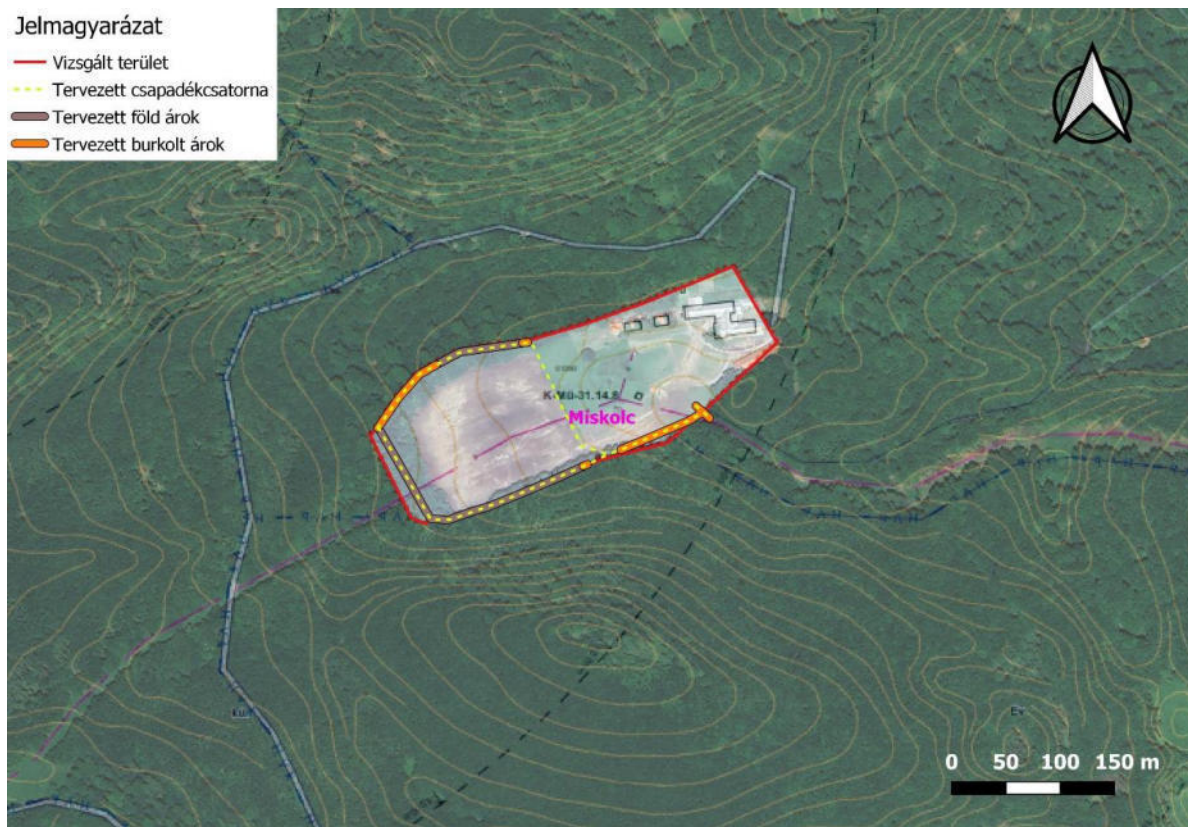 Jelmagyarázat
Vizsgált terület
Tervezett csapadékcsatorna
Tervezett föld árok
Tervezett burkolt árok
Miskolc
0 50 100 150 m